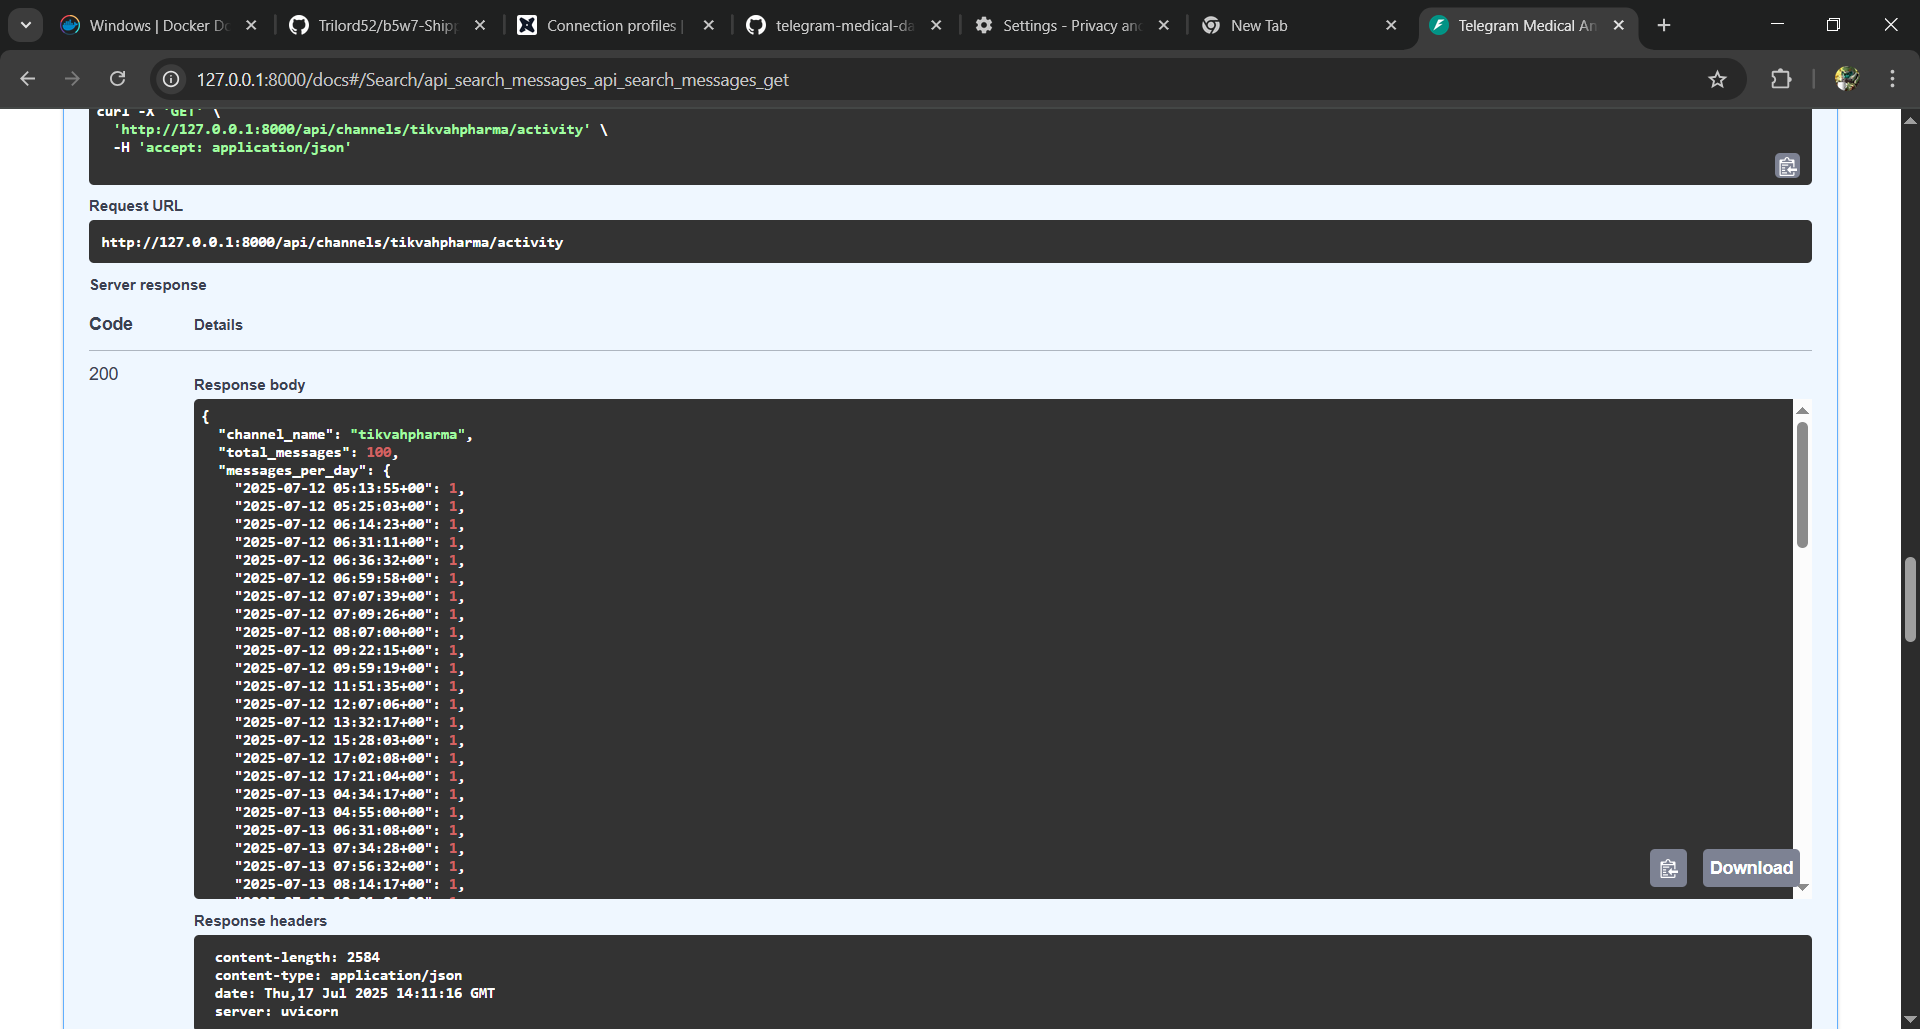 Windows | Docker Do
Trilord52/b5w7-Shipp
Connection profiles |
telegram-medical-da
Settings - Privacy and
New Tab
Telegram Medical An
127.0.0.1:8000/docs#/Search/api_search_messages_api_search_messages_get
curl -X 'GET' \
'http://127.0.0.1:8000/api/channels/tikvahpharma/activity' \
-H 'accept: application/json'
Request URL
http://127.0.0.1:8000/api/channels/tikvahpharma/activity
Server response
Code Details
200
Response body
{
"channel_name": "tikvahpharma",
"total_messages": 100,
"messages_per_day": {
"2025-07-12 05:13:55+00": 1,
"2025-07-12 05:25:03+00": 1,
"2025-07-12 06:14:23+00": 1,
"2025-07-12 06:31:11+00": 1,
"2025-07-12 06:36:32+00": 1,
"2025-07-12 06:59:58+00": 1,
"2025-07-12 07:07:39+00": 1,
"2025-07-12 07:09:26+00": 1,
"2025-07-12 08:07:00+00": 1,
"2025-07-12 09:22:15+00": 1,
"2025-07-12 09:59:19+00": 1,
"2025-07-12 11:51:35+00": 1,
"2025-07-12 12:07:06+00": 1,
"2025-07-12 13:32:17+00": 1,
"2025-07-12 15:28:03+00": 1,
"2025-07-12 17:02:08+00": 1,
"2025-07-12 17:21:04+00": 1,
"2025-07-13 04:34:17+00": 1,
"2025-07-13 04:55:00+00": 1,
"2025-07-13 06:31:08+00": 1,
"2025-07-13 07:34:28+00": 1,
"2025-07-13 07:56:32+00": 1,
"2025-07-13 08:14:17+00": 1,
Download
Response headers
content-length: 2584
content-type: application/json
date: Thu,17 Jul 2025 14:11:16 GMT
server: uvicorn